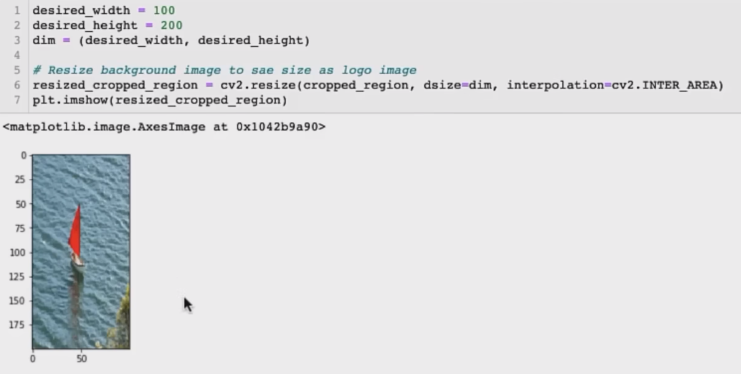 1 desired_width = 100
2 desired_height = 200
3 dim = (desired_width, desired_height)
4
5 # Resize background image to sae size as logo image
6 resized_cropped_region = cv2.resize(cropped_region, dsize=dim, interpolation=cv2.INTER_AREA)
7 plt.imshow(resized_cropped_region)
<matplotlib.image.AxesImage at 0x1042b9a90>
0
25
50
75
100
125
150
175
0 50